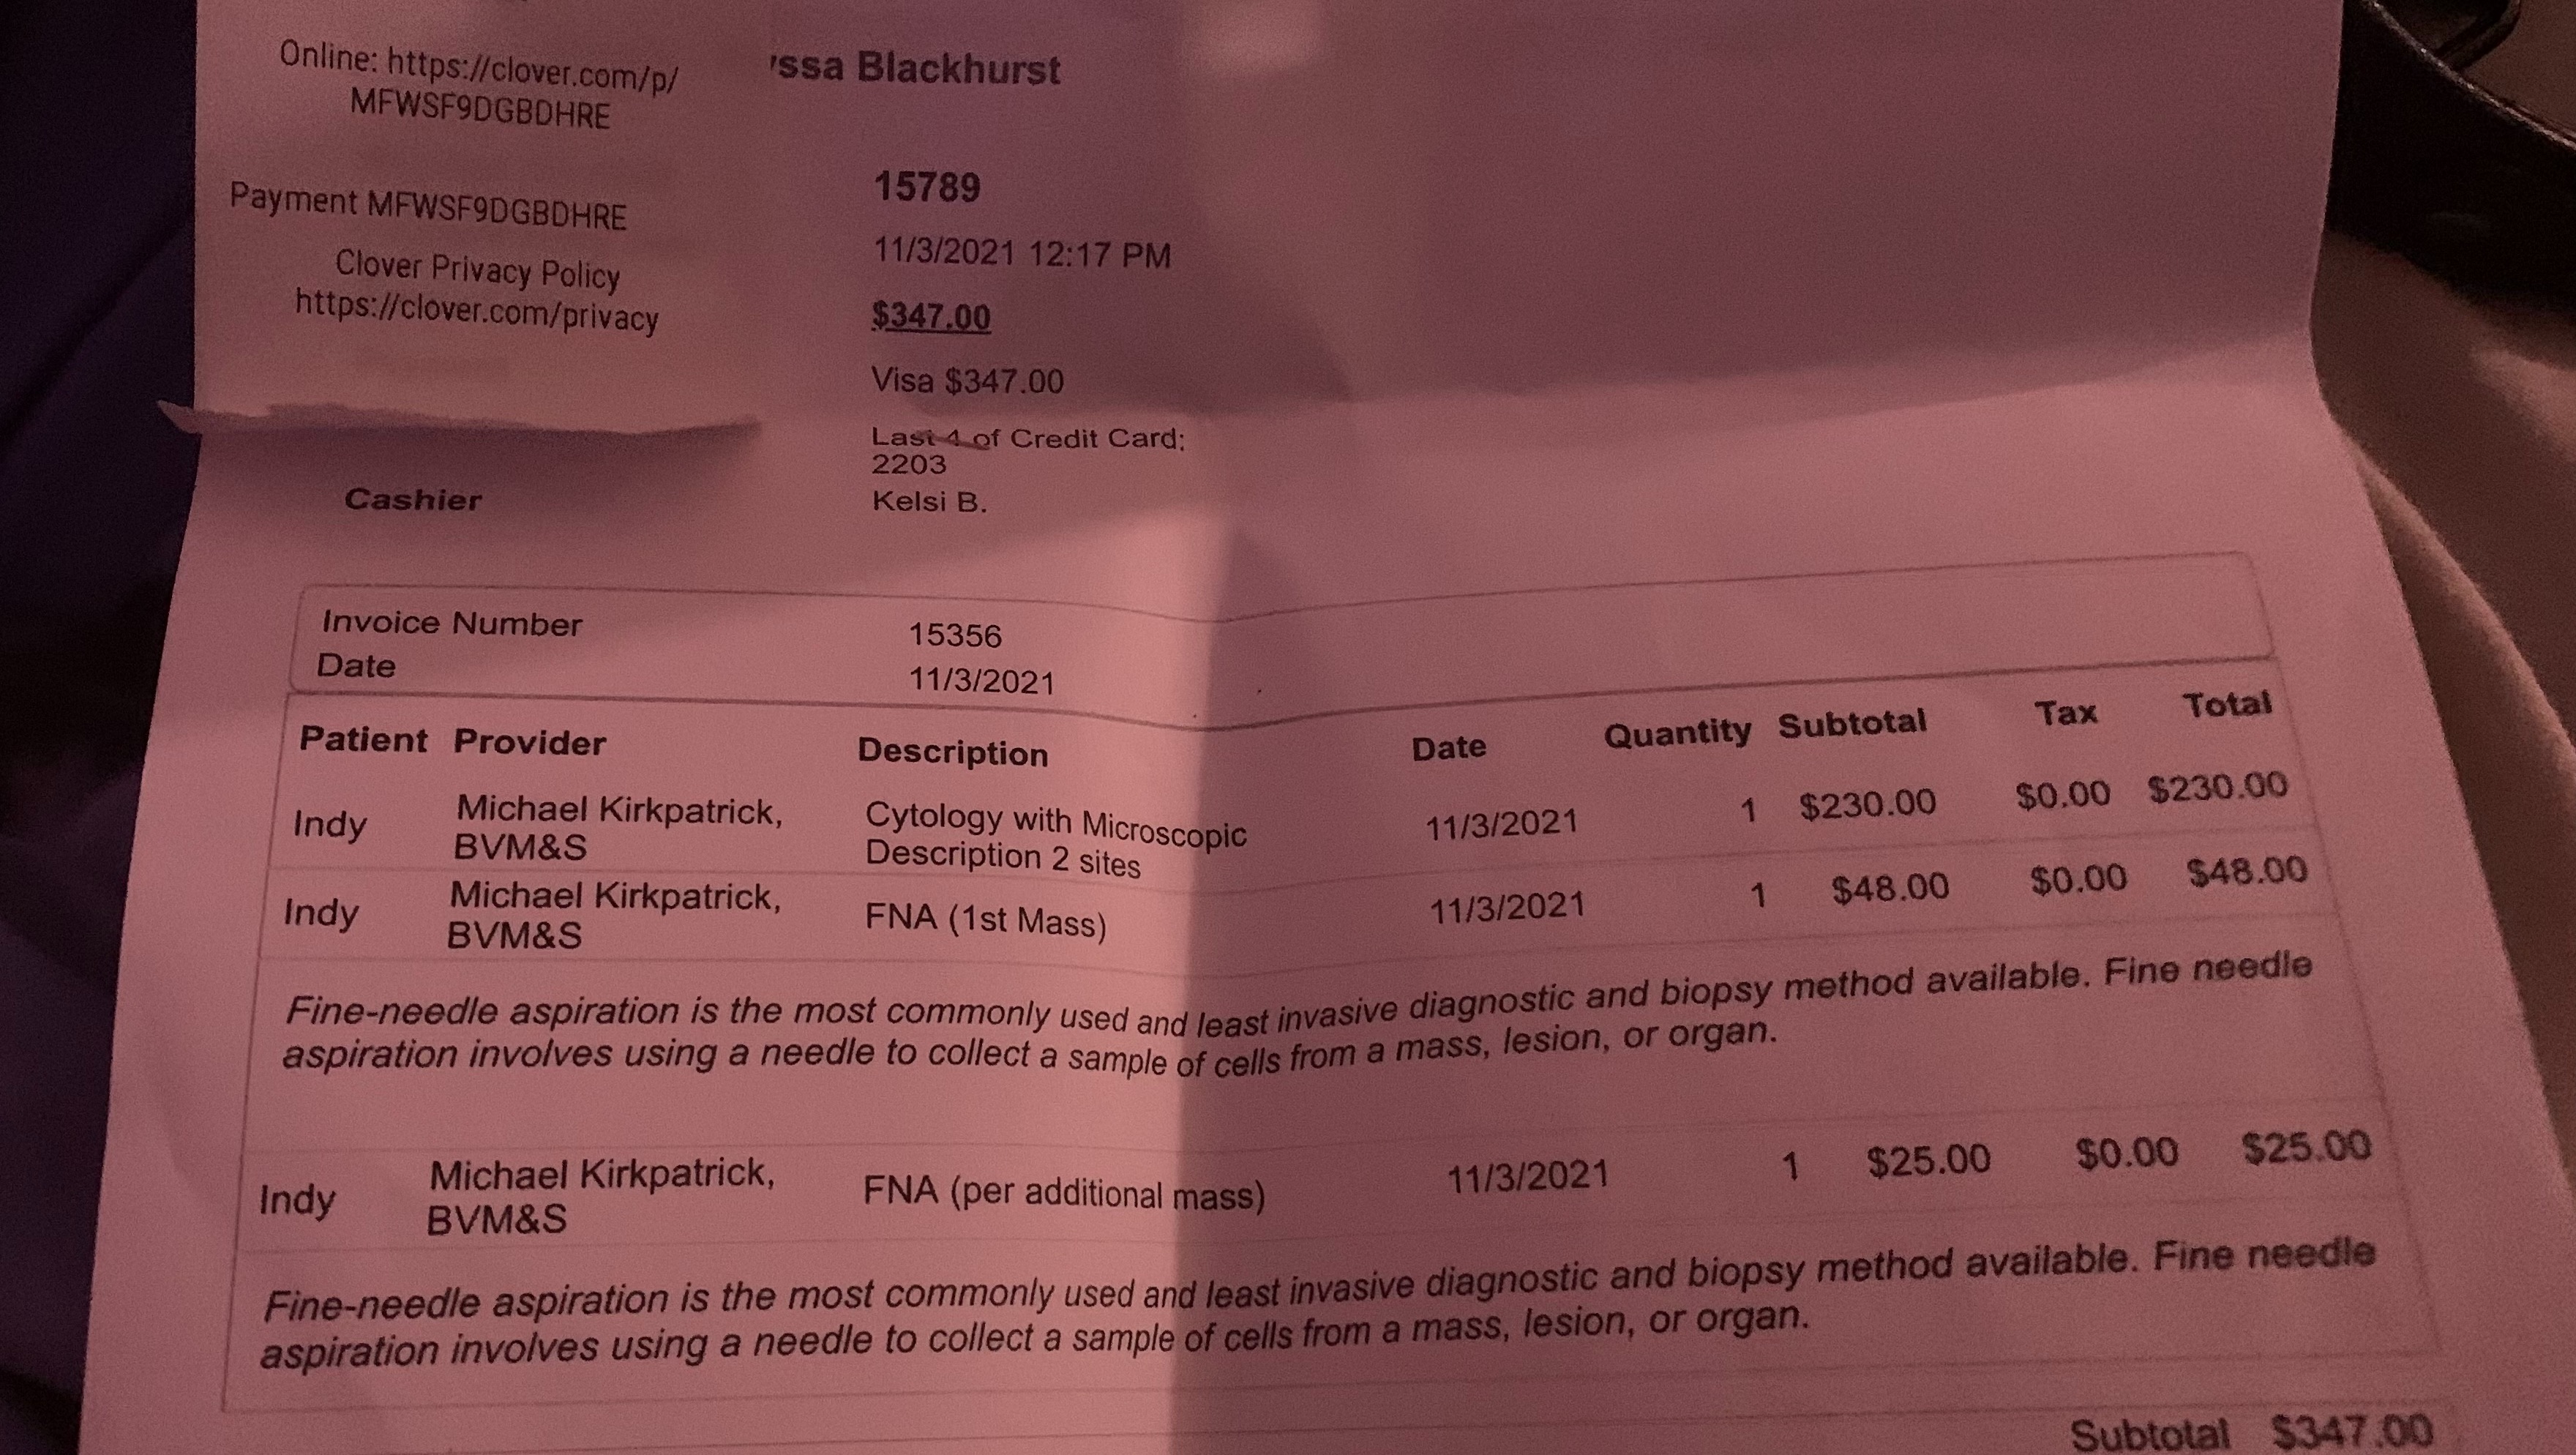 Online: https://clover.com/p/
MFWSF9DGBDHRE
Payment MFWSF9DGBDHRE
Clover Privacy Policy
https://clover.com/privacy
ssa Blackhurst
15789
11/3/2021 12:17 PM
$347.00
Visa $347.00
Last 4 of Credit Card:
2203
Cashier Kelsi B.
Invoice Number 15356
Date 11/3/2021
Patient Provider Description Date Quantity Subtotal Tax Total
Indy Michael Kirkpatrick, Cytology with Microscopic 11/3/2021 1 $230.00 $0.00 $230.00
BVM&S Description 2 sites
Indy Michael Kirkpatrick, FNA (1st Mass) 11/3/2021 1 $48.00 $0.00 $48.00
BVM&S
Fine-needle aspiration is the most commonly used and least invasive diagnostic and biopsy method available. Fine needle
aspiration involves using a needle to collect a sample of cells from a mass, lesion, or organ.
Indy Michael Kirkpatrick, FNA (per additional mass) 11/3/2021 1 $25.00 $0.00 $25.00
BVM&S
Fine-needle aspiration is the most commonly used and least invasive diagnostic and biopsy method available. Fine needle
aspiration involves using a needle to collect a sample of cells from a mass, lesion, or organ.
Subtotal $347.00